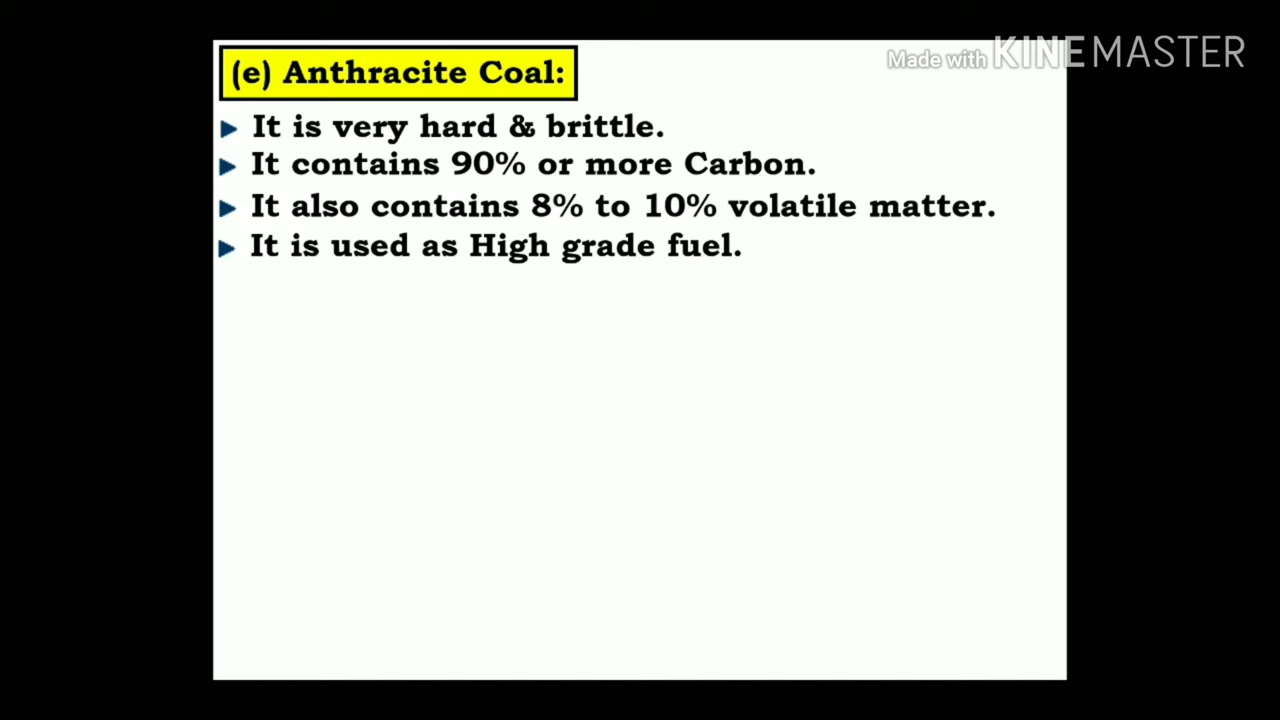 Made with KINEMASTER
(e) Anthracite Coal:
It is very hard & brittle.
It contains 90% or more Carbon.
It also contains 8% to 10% volatile matter.
It is used as High grade fuel.